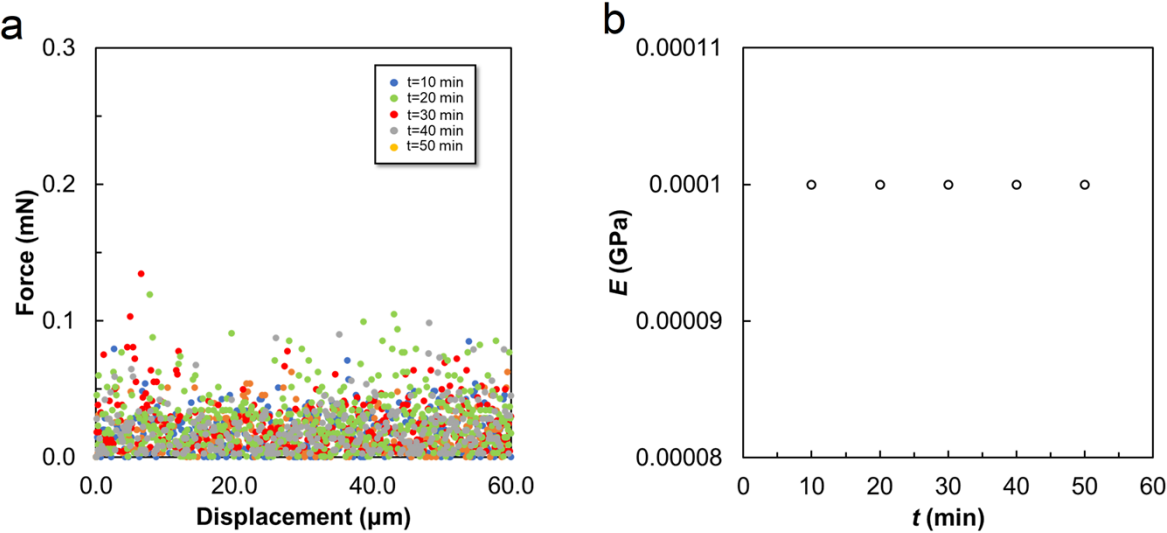 a
0.3
0.2
0.1
0.0
Force (mN)
t=10 min
t=20 min
t=30 min
t=40 min
t=50 min
0.0 20.0 40.0 60.0
Displacement (µm)
b
0.00011
0.0001
0.00009
0.00008
E (GPa)
0 10 20 30 40 50 60
t (min)